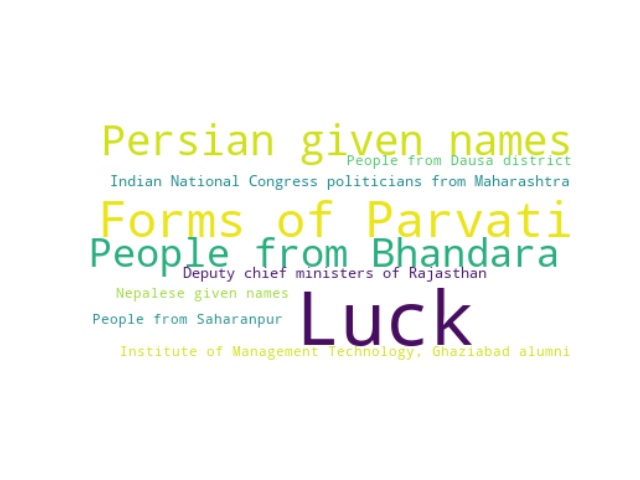 Persian given names
People from Dausa district
Indian National Congress politicians from Maharashtra
Forms of Parvati
People from Bhandara
Deputy chief ministers of Rajasthan
Nepalese given names
Luck
People from Saharanpur
Institute of Management Technology, Ghaziabad alumni